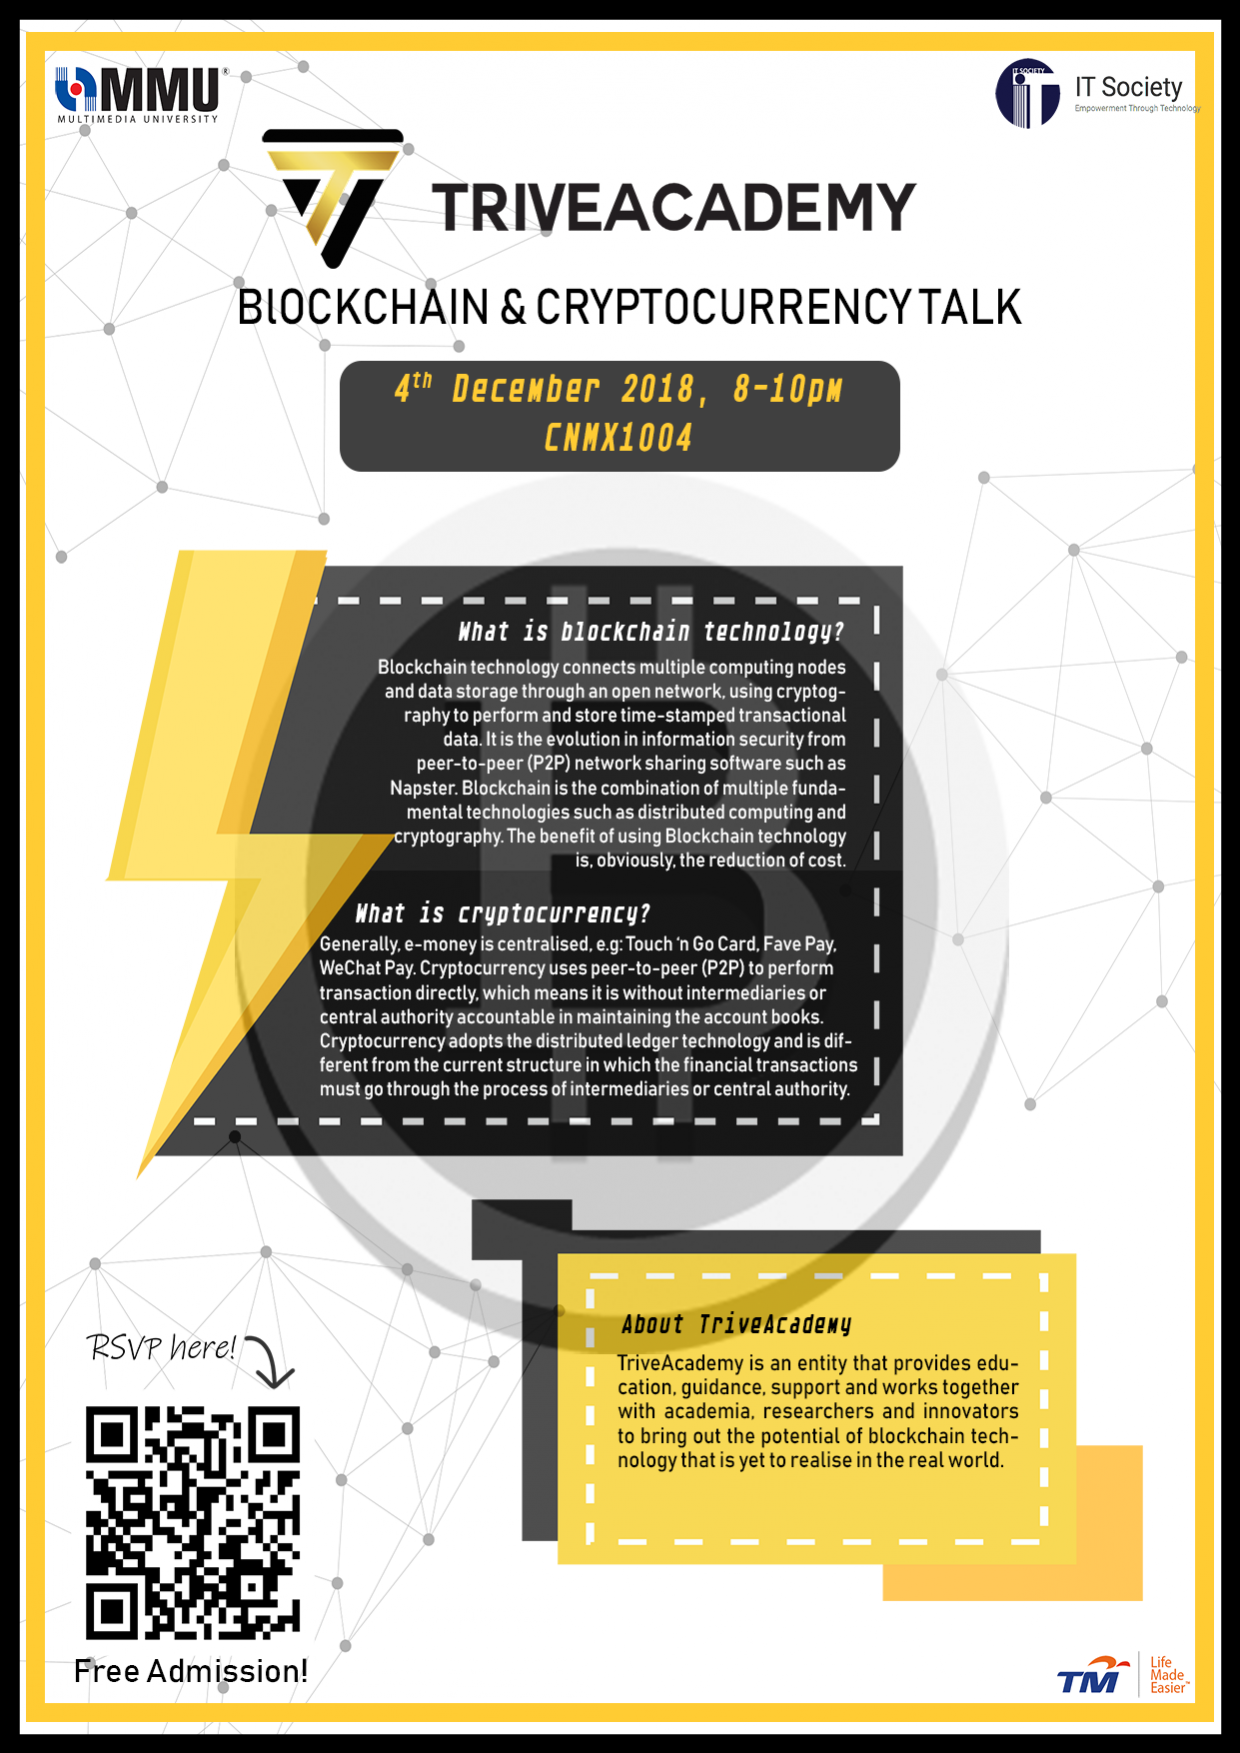 MMU®
MULTIMEDIA UNIVERSITY
IT SOCIETY
IT Society
Empowerment Through Technology
TRIVEACADEMY
BlOCKCHAIN & CRYPTOCURRENCY TALK
4th December 2018, 8-10pm
CNMX1004
What is blockchain technology?
Blockchain technology connects multiple computing nodes
and data storage through an open network, using cryptog-
raphy to perform and store time-stamped transactional
data. It is the evolution in information security from
peer-to-peer (P2P) network sharing software such as
Napster. Blockchain is the combination of multiple funda-
mental technologies such as distributed computing and
cryptography. The benefit of using Blockchain technology
is, obviously, the reduction of cost.
What is cryptocurrency?
Generally, e-money is centralised, e.g: Touch ‘n Go Card, Fave Pay,
WeChat Pay. Cryptocurrency uses peer-to-peer (P2P) to perform
transaction directly, which means it is without intermediaries or
central authority accountable in maintaining the account books.
Cryptocurrency adopts the distributed ledger technology and is dif-
ferent from the current structure in which the financial transactions
must go through the process of intermediaries or central authority.
About TriveAcademy
TriveAcademy is an entity that provides edu-
cation, guidance, support and works together
with academia, researchers and innovators
to bring out the potential of blockchain tech-
nology that is yet to realise in the real world.
RSVP here!
Free Admission!
TM
Life
Made
Easier™